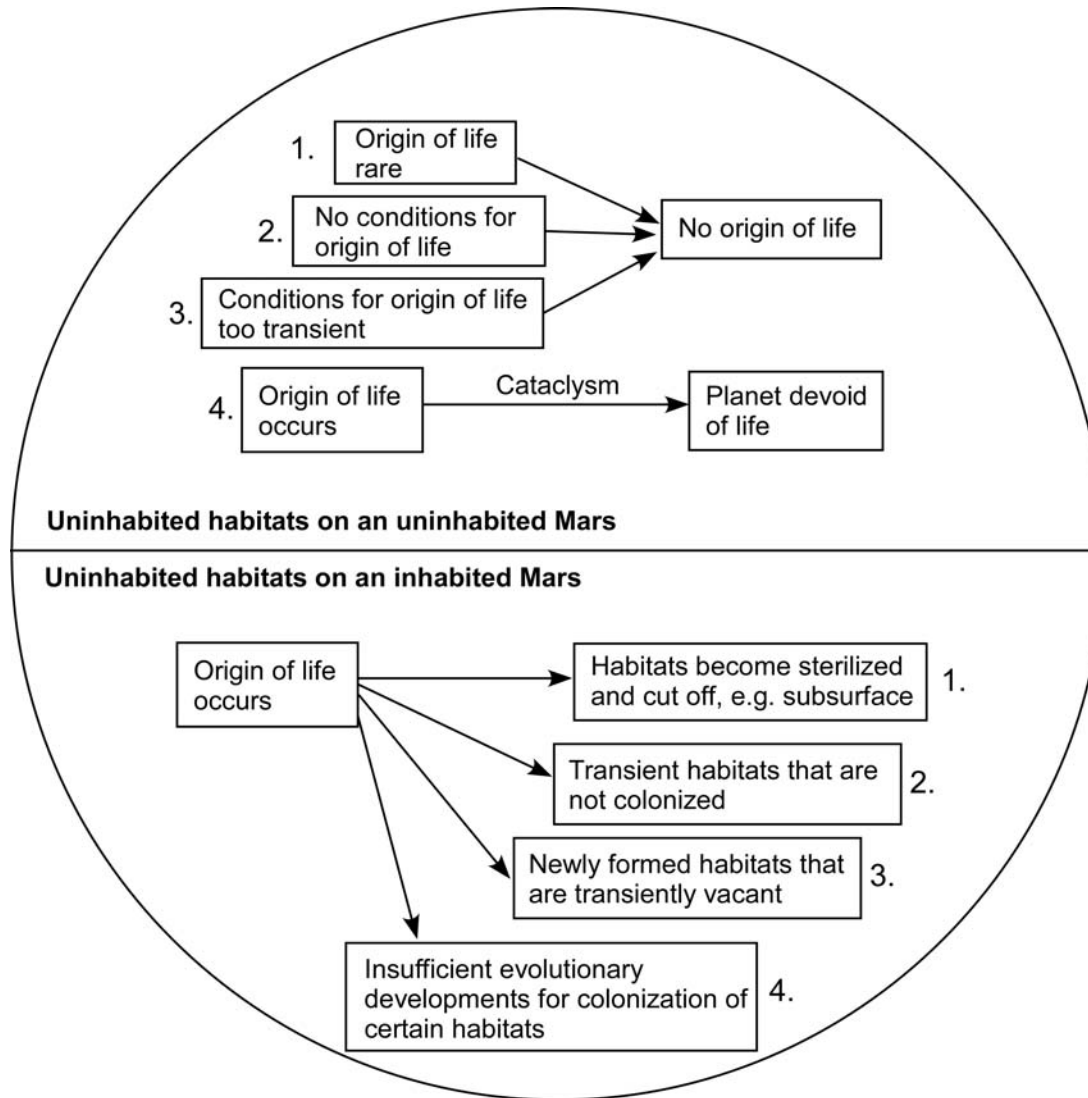 1.
Origin of life
rare
2.
No conditions for
origin of life
3.
Conditions for origin of life
too transient
No origin of life
4.
Origin of life
occurs
Cataclysm
Planet devoid
of life
Uninhabited habitats on an uninhabited Mars
Uninhabited habitats on an inhabited Mars
Origin of life
occurs
Habitats become sterilized
and cut off, e.g. subsurface
1.
Transient habitats that are
not colonized
2.
Newly formed habitats that
are transiently vacant
3.
Insufficient evolutionary
developments for colonization of
certain habitats
4.